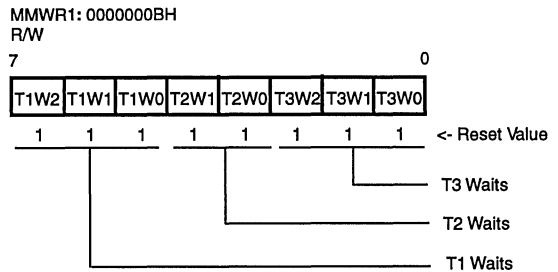 MMWR1: 0000000BH
R/W
7 0
T1W2 T1W1 T1W0 T2W1 T2W0 T3W2 T3W1 T3W0
1 1 1 1 1 1 1 1 <- Reset Value
T3 Waits
T2 Waits
T1 Waits